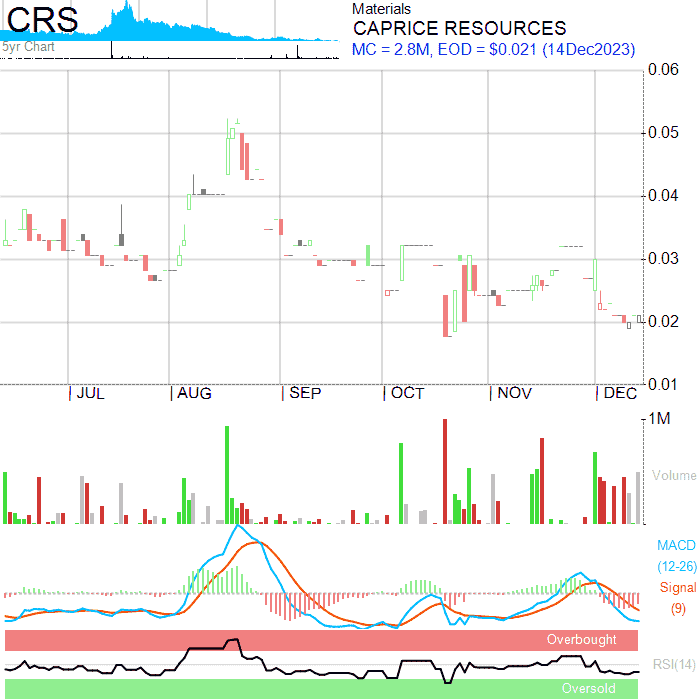 CRS
5yr Chart
Materials
CAPRICE RESOURCES
MC = 2.8M, EOD = $0.021 (14Dec2023)
0.06
0.05
0.04
0.03
0.02
0.01
JUL AUG SEP OCT NOV DEC
1M
Volume
MACD
(12-26)
Signal
(9)
Overbought
RSI(14)
Oversold